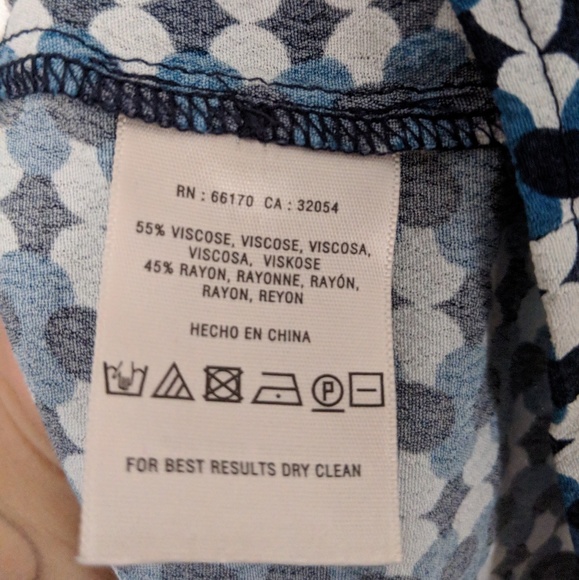 RN : 66170 CA : 32054
55% VISCOSE, VISCOSE, VISCOSA,
VISCOSA, VISKOSE
45% RAYON, RAYONNE, RAYÓN,
RAYON, REYON
HECHO EN CHINA
P
FOR BEST RESULTS DRY CLEAN